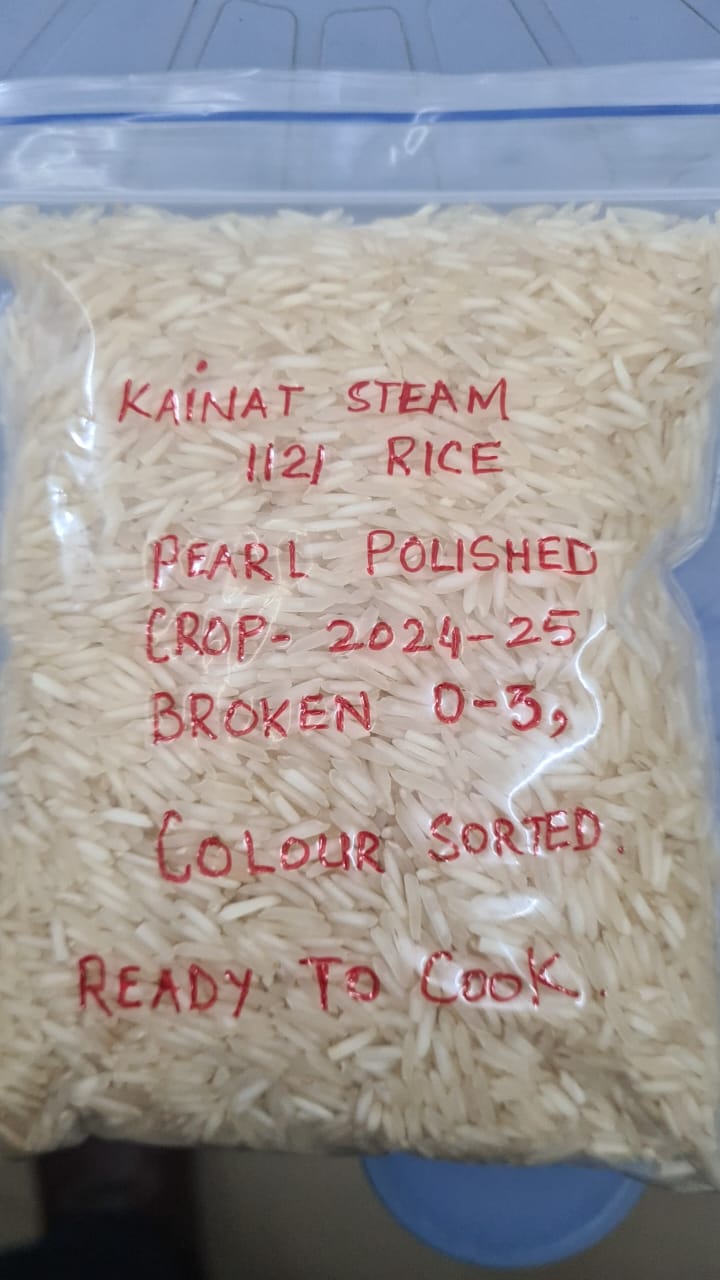 KAiNAT STEAM
1121 RICE
PEARL POLISHED
CROP- 2024-25
BROKEN 0-3,
COLOUR SORTED.
READY TO COOK.